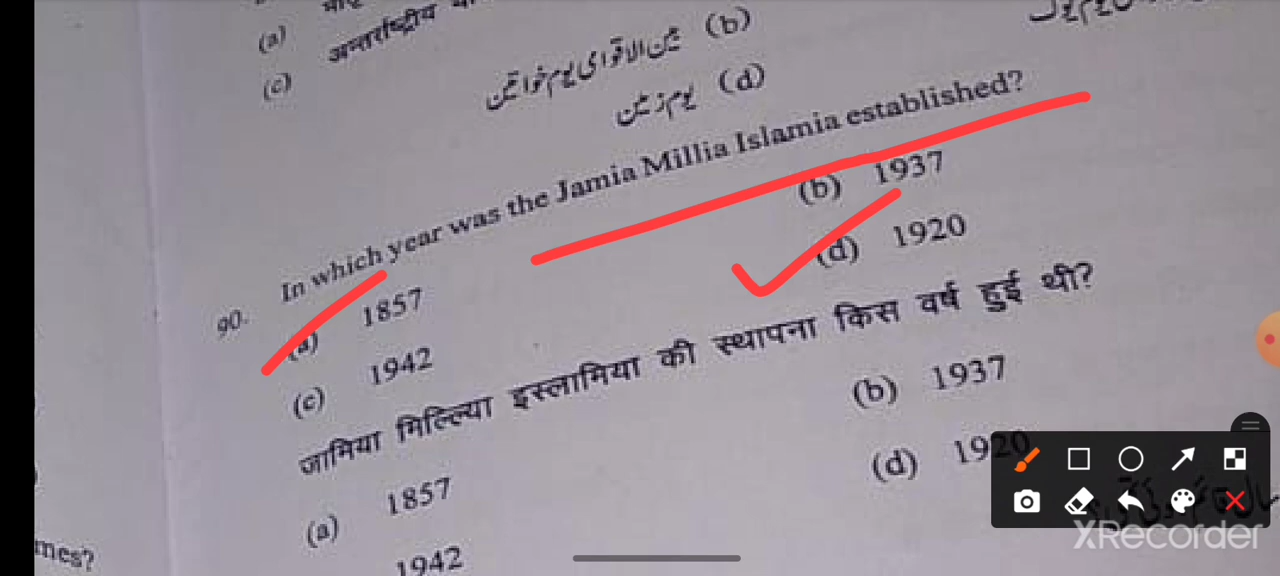 (a)
(c) अन्तर्राष्ट्रीय
بین الاقوامی یوم خواتین (b)
یوم زمین (d)
90. In which year was the Jamia Millia Islamia established?
(a) 1857 (b) 1937
(c) 1942 (d) 1920
जामिया मिल्लिया इस्लामिया की स्थापना किस वर्ष हुई थी?
(a) 1857 (b) 1937
1942 (d) 1920
mes?
XRecorder